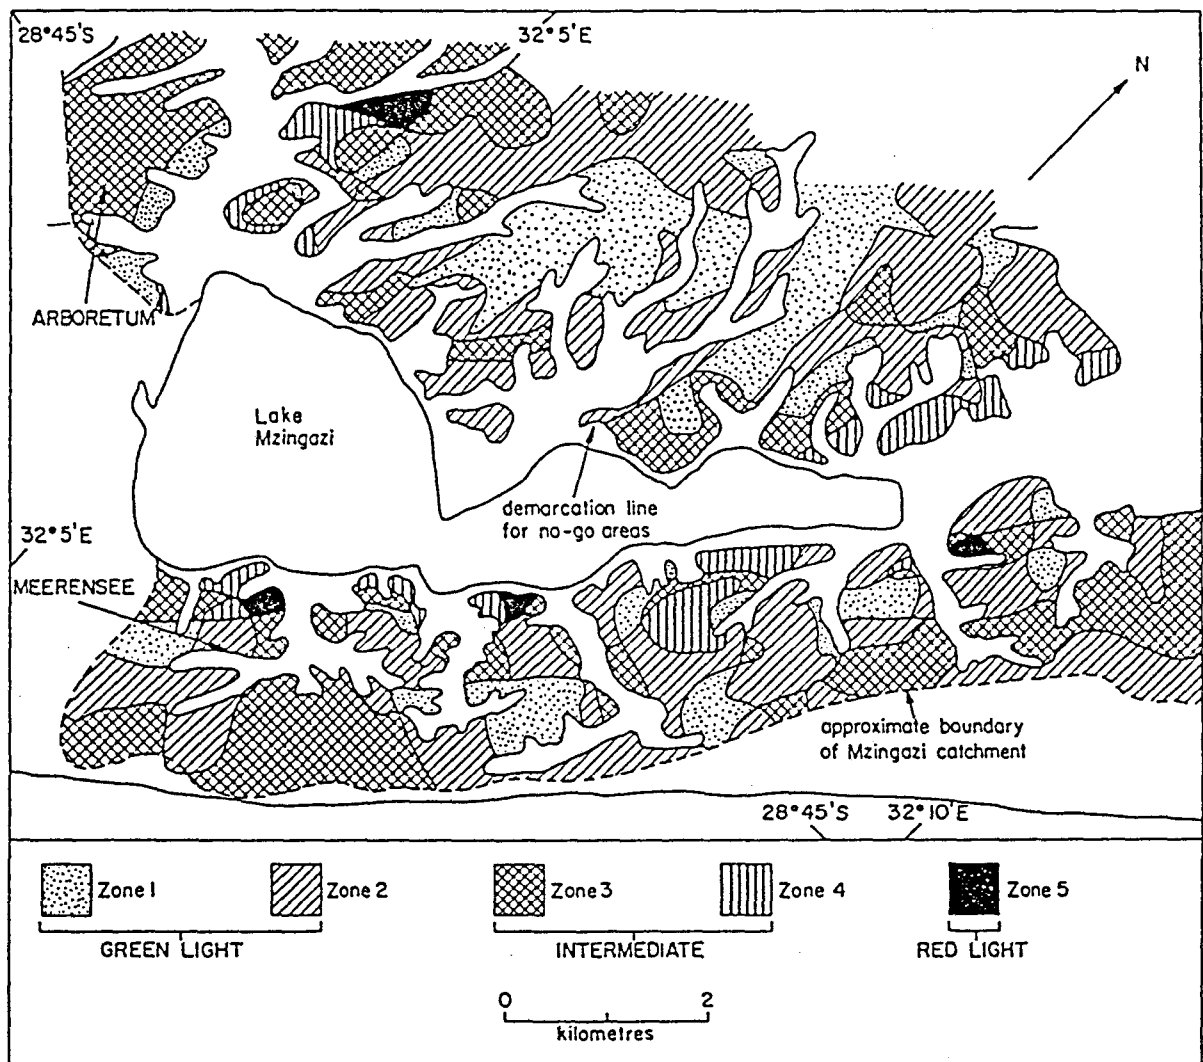 28°45'S
32°5'E
N
ARBORETUM
Lake
Mzingazi
demarcation line
for no-go areas
32°5'E
MEERENSEE
approximate boundary
of Mzingazi catchment
28°45'S 32°10'E
Zone 1 Zone 2 Zone 3 Zone 4 Zone 5
GREEN LIGHT INTERMEDIATE RED LIGHT
0 2
kilometres